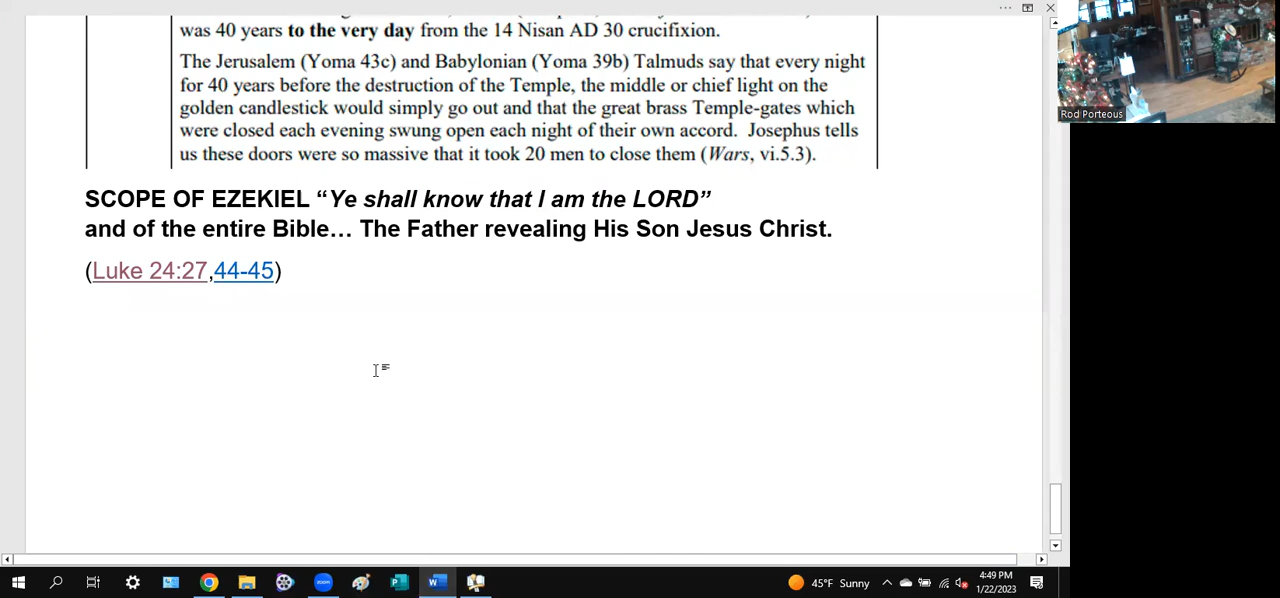 was 40 years to the very day from the 14 Nisan AD 30 crucifixion.
The Jerusalem (Yoma 43c) and Babylonian (Yoma 39b) Talmuds say that every night
for 40 years before the destruction of the Temple, the middle or chief light on the
golden candlestick would simply go out and that the great brass Temple-gates which
were closed each evening swung open each night of their own accord.  Josephus tells
us these doors were so massive that it took 20 men to close them (Wars, vi.5.3).
SCOPE OF EZEKIEL “Ye shall know that I am the LORD”
and of the entire Bible… The Father revealing His Son Jesus Christ.
(Luke 24:27,44-45)
Rod Porteous
45°F Sunny
4:49 PM
1/22/2023